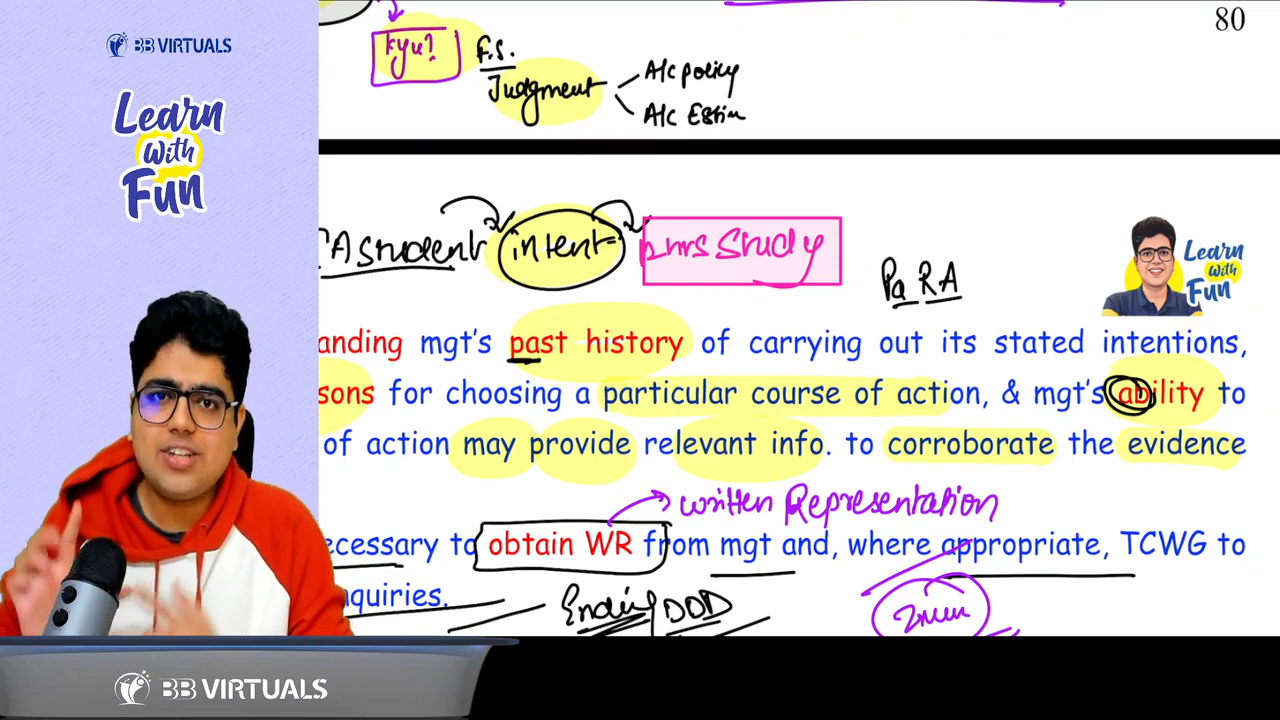 80
BB VIRTUALS
Kyu?
F.S.
Judgment
A/c policy
A/c Estim
Learn
With
Fun
CA student intent 2 hrs Study
Pa R A
Learn
With
Fun
anding mgt's past history of carrying out its stated intentions,
sons for choosing a particular course of action, & mgt's ability to
of action may provide relevant info. to corroborate the evidence
written Representation
ecessary to obtain WR from mgt and, where appropriate, TCWG to
nquiries.
Ending DOD
BB VIRTUALS